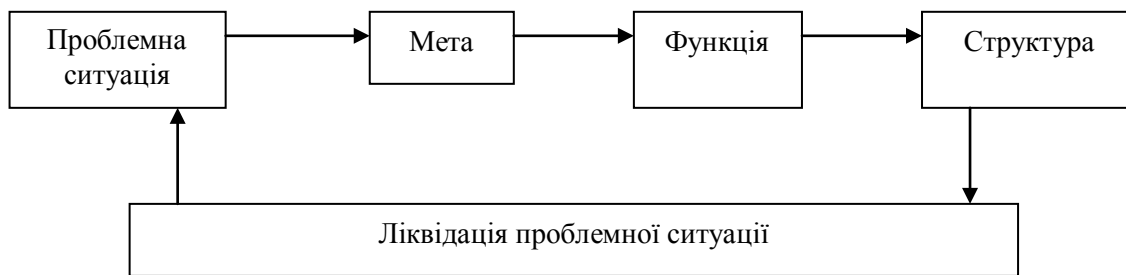 Проблемна
ситуація
Мета
Функція
Структура
Ліквідація проблемної ситуації